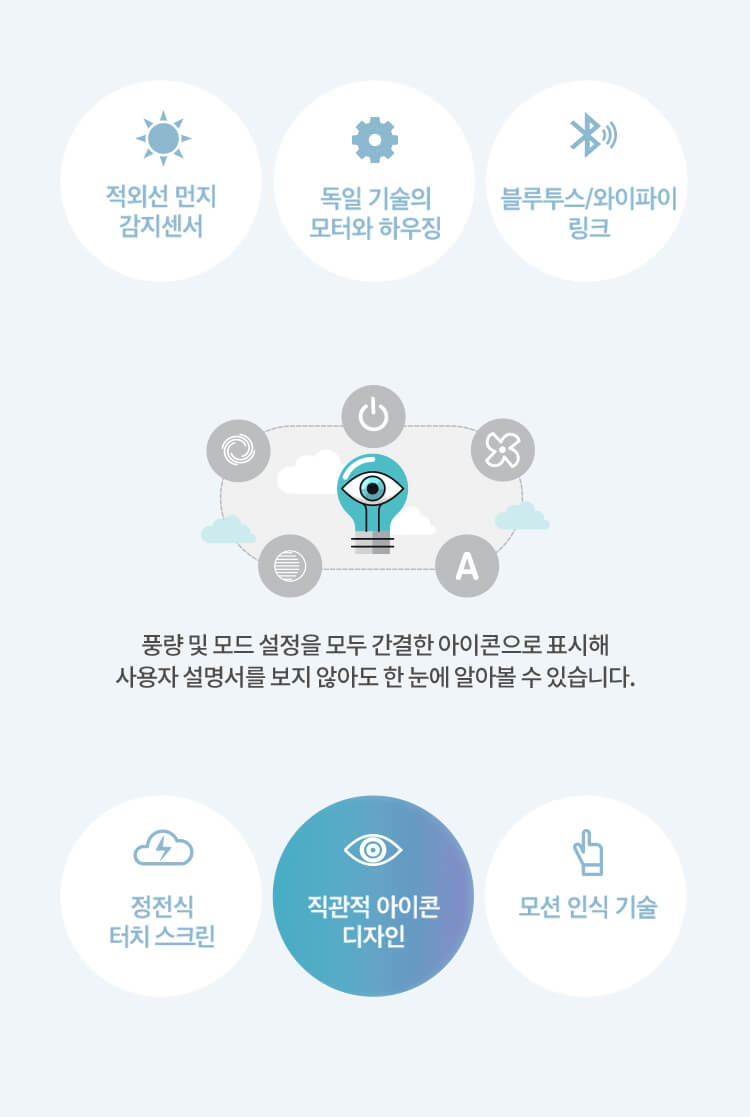 적외선 먼지
감지센서
독일 기술의
모터와 하우징
블루투스/와이파이
링크
A
풍량 및 모드 설정을 모두 간결한 아이콘으로 표시해
사용자 설명서를 보지 않아도 한 눈에 알아볼 수 있습니다.
정전식
터치 스크린
직관적 아이콘
디자인
모션 인식 기술